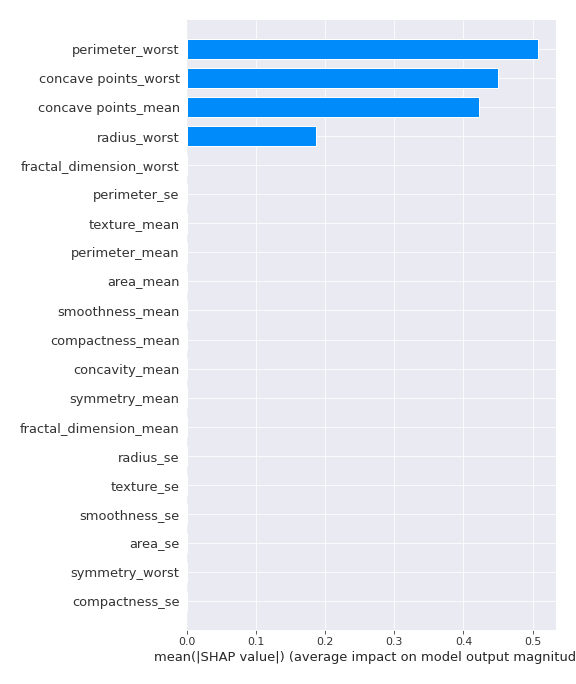 perimeter_worst
concave points_worst
concave points_mean
radius_worst
fractal_dimension_worst
perimeter_se
texture_mean
perimeter_mean
area_mean
smoothness_mean
compactness_mean
concavity_mean
symmetry_mean
fractal_dimension_mean
radius_se
texture_se
smoothness_se
area_se
symmetry_worst
compactness_se
0.0 0.1 0.2 0.3 0.4 0.5
mean(|SHAP value|) (average impact on model output magnitud